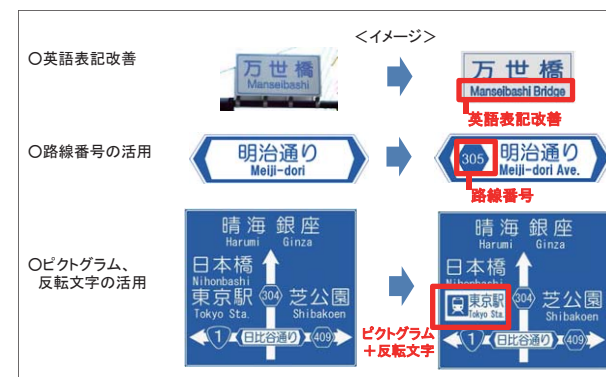 ＜イメージ＞
〇英語表記改善
万世橋
Manseibashi
万世橋
Manseibashi Bridge
英語表記改善
〇路線番号の活用
明治通り
Meiji-dori
305
明治通り
Meiji-dori Ave.
路線番号
〇ピクトグラム、
反転文字の活用
晴海 銀座
Harumi Ginza
日本橋
Nihonbashi
東京駅 304 芝公園
Tokyo Sta. Shibakoen
1 日比谷通り 409
晴海 銀座
Harumi Ginza
日本橋
Nihonbashi
東京駅 304 芝公園
Tokyo Sta. Shibakoen
1 日比谷通り 409
ピクトグラム
＋反転文字